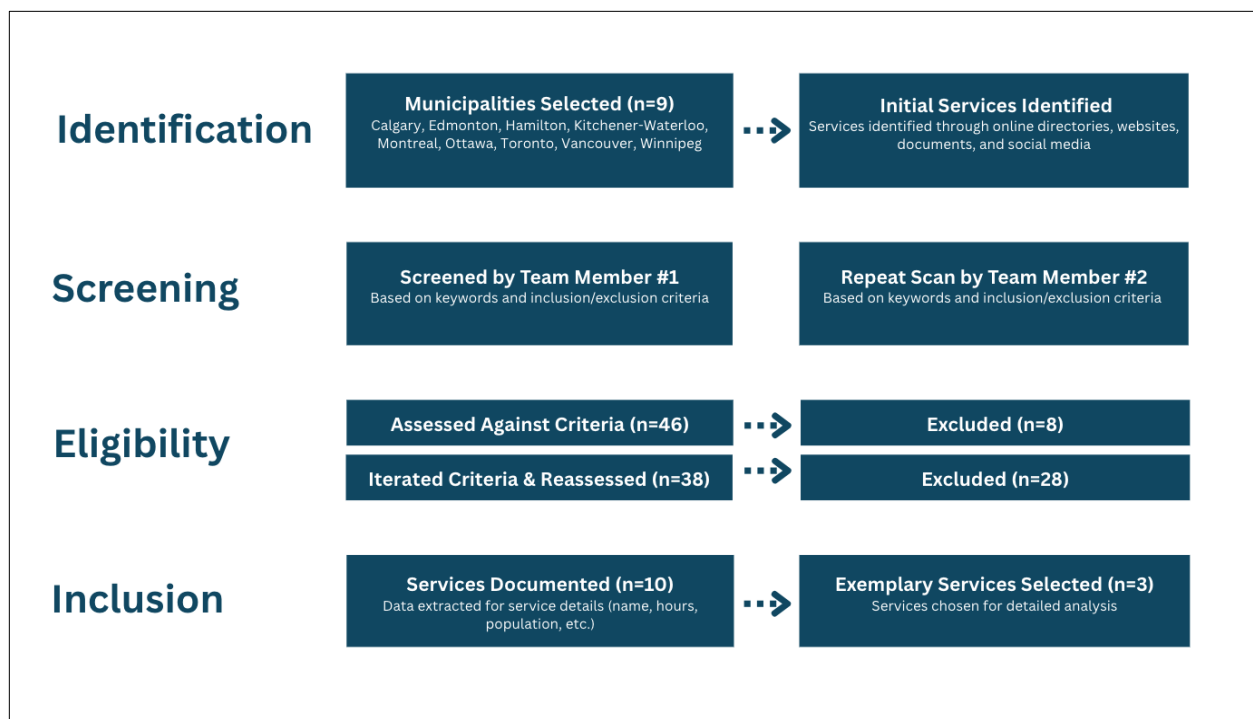 Identification
Municipalities Selected (n=9)
Calgary, Edmonton, Hamilton, Kitchener-Waterloo,
Montreal, Ottawa, Toronto, Vancouver, Winnipeg
Initial Services Identified
Services identified through online directories, websites,
documents, and social media
Screening
Screened by Team Member #1
Based on keywords and inclusion/exclusion criteria
Repeat Scan by Team Member #2
Based on keywords and inclusion/exclusion criteria
Eligibility
Assessed Against Criteria (n=46)
Excluded (n=8)
Iterated Criteria & Reassessed (n=38)
Excluded (n=28)
Inclusion
Services Documented (n=10)
Data extracted for service details (name, hours,
population, etc.)
Exemplary Services Selected (n=3)
Services chosen for detailed analysis